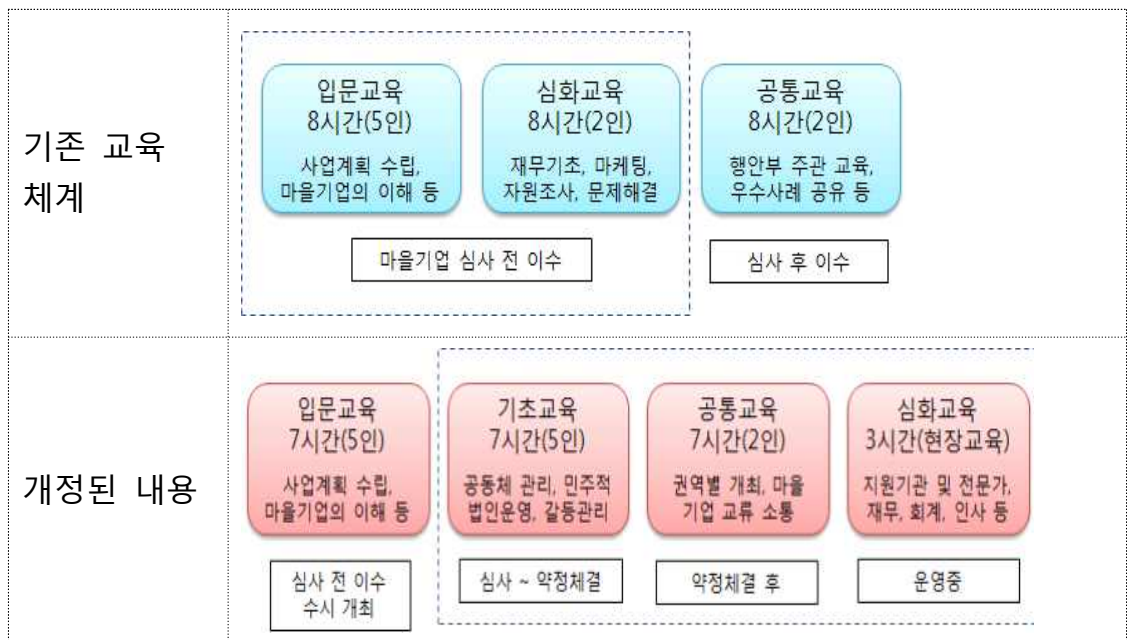 기존 교육
체계
입문교육
8시간(5인)
사업계획 수립,
마을기업의 이해 등
심화교육
8시간(2인)
재무기초, 마케팅,
자원조사, 문제해결
공통교육
8시간(2인)
행안부 주관 교육,
우수사례 공유 등
마을기업 심사 전 이수
심사 후 이수
개정된 내용
입문교육
7시간(5인)
사업계획 수립,
마을기업의 이해 등
기초교육
7시간(5인)
공동체 관리, 민주적
법인운영, 갈등관리
공통교육
7시간(2인)
권역별 개최, 마을
기업 교류 소통
심화교육
3시간(현장교육)
지원기관 및 전문가,
재무, 회계, 인사 등
심사 전 이수
수시 개최
심사 ~ 약정체결
약정체결 후
운영중